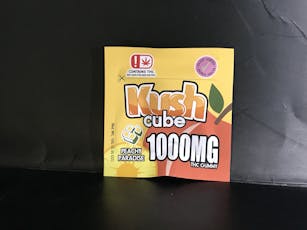 CONTAINS THC
Kush
cube
PEACHY
PARADISE
1000MG
THC GUMMY